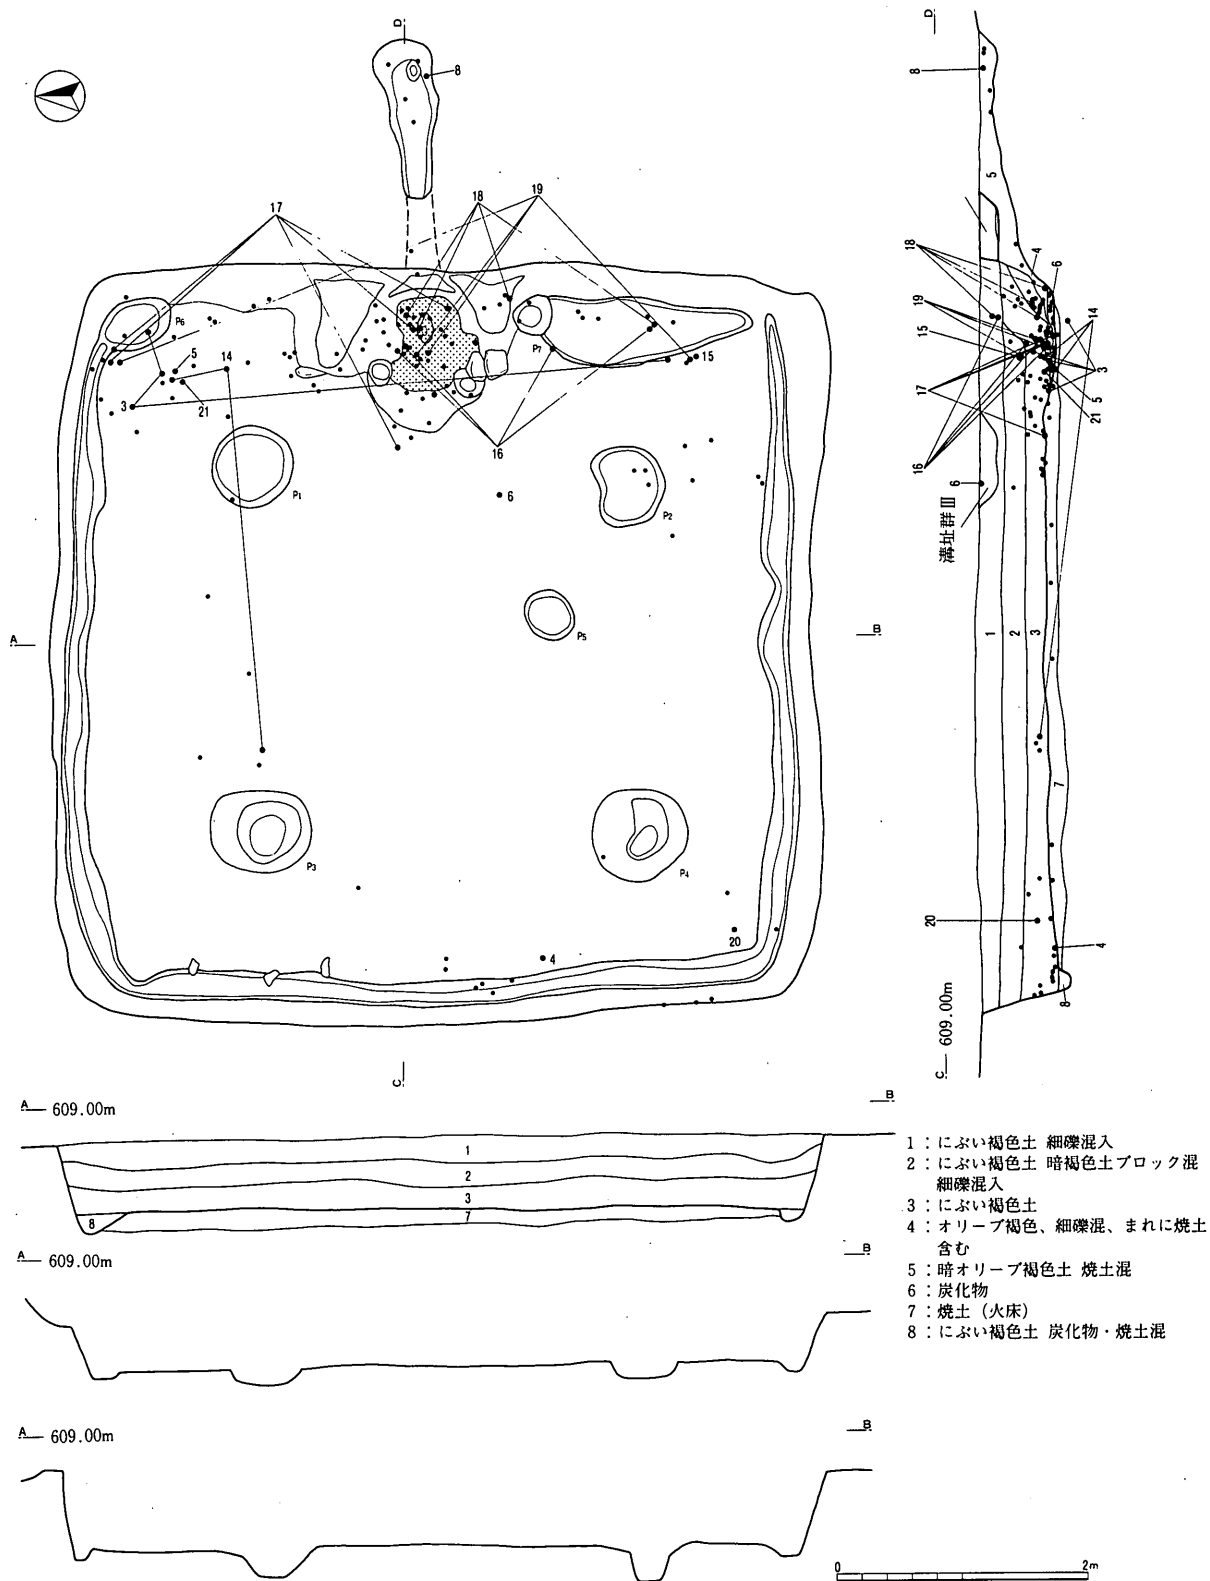 D
8
17
18
19
P6
P7
5
14
15
3
21
16
P1
6
P2
P5
A
B
P3
P4
20
4
C
D
8
5
18
4
6
19
14
15
3
17
5
21
16
6
溝址群Ⅲ
1
2
3
7
20
4
8
C 609.00m
A 609.00m
B
1
2
3
8
7
A 609.00m
B
A 609.00m
B
1：にぶい褐色土 細礫混入
2：にぶい褐色土 暗褐色土ブロック混
細礫混入
3：にぶい褐色土
4：オリーブ褐色、細礫混、まれに焼土
含む
5：暗オリーブ褐色土 焼土混
6：炭化物
7：焼土（火床）
8：にぶい褐色土 炭化物・焼土混
0 2m